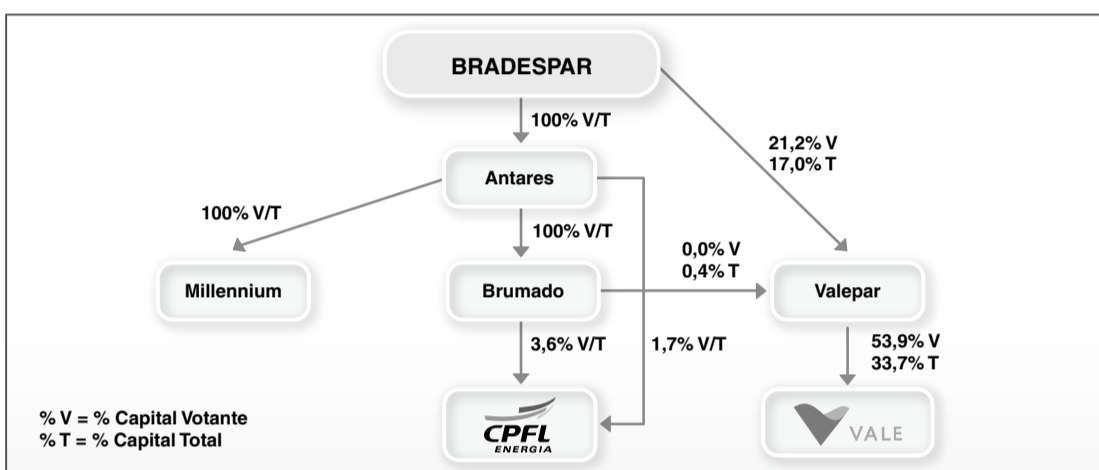 BRADESPAR
100% V/T
21,2% V
17,0% T
Antares
100% V/T
100% V/T
0,0% V
0,4% T
Millennium
Brumado
Valepar
3,6% V/T
1,7% V/T
53,9% V
33,7% T
% V = % Capital Votante
% T = % Capital Total
CPFL
ENERGIA
VALE